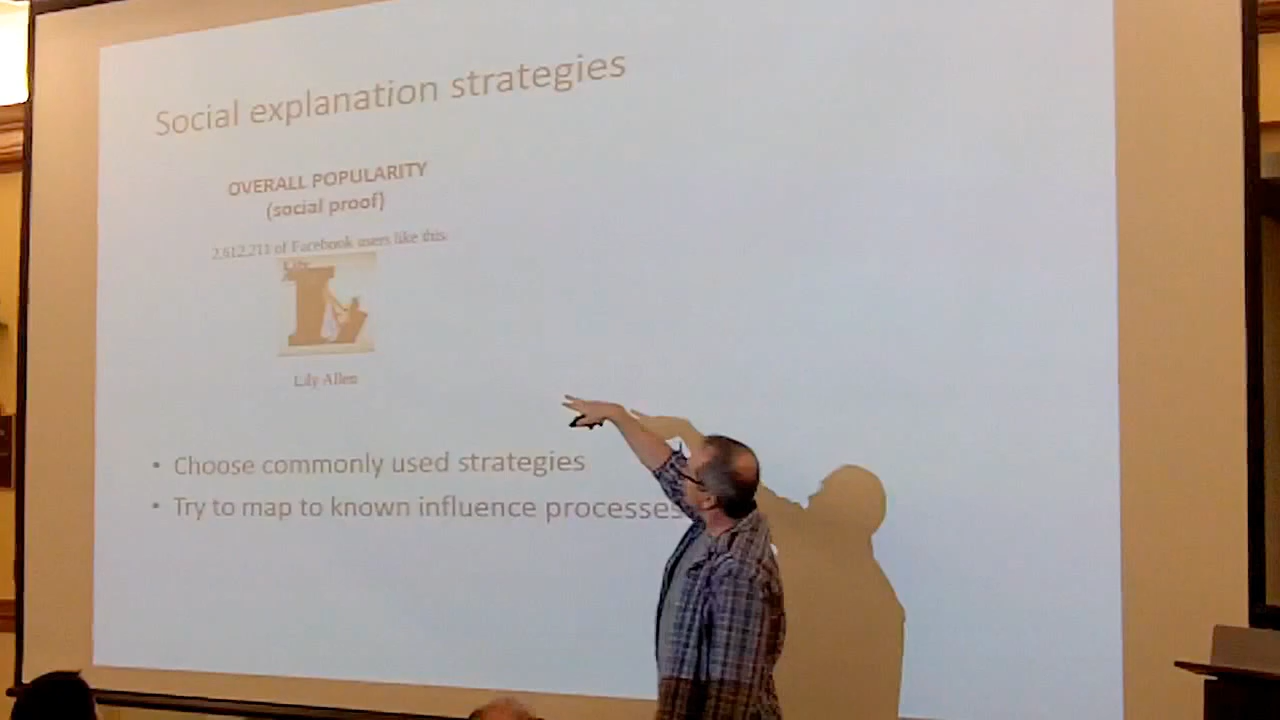 Social explanation strategies
OVERALL POPULARITY
(social proof)
2,612,211 of Facebook users like this.
Lily Allen
• Choose commonly used strategies
• Try to map to known influence processes